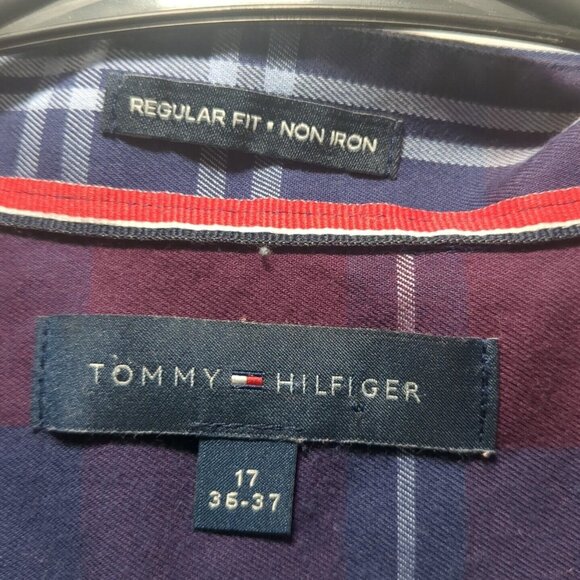 REGULAR FIT • NON IRON
TOMMY HILFIGER
17
36-37